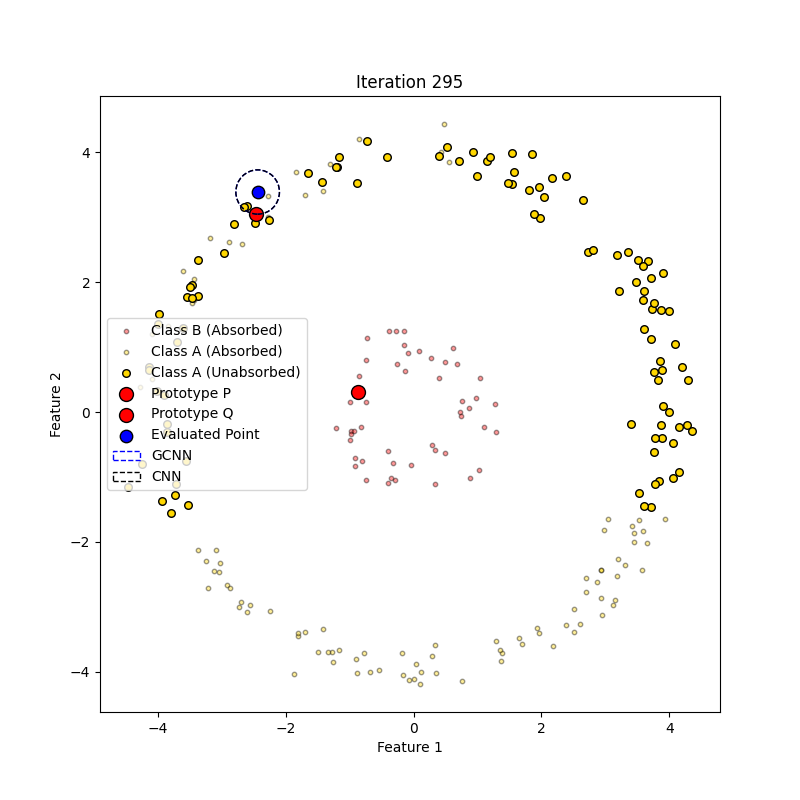 Iteration 295
4
2
0
−2
−4
Feature 2
Class B (Absorbed)
Class A (Absorbed)
Class A (Unabsorbed)
Prototype P
Prototype Q
Evaluated Point
GCNN
CNN
−4 −2 0 2 4
Feature 1